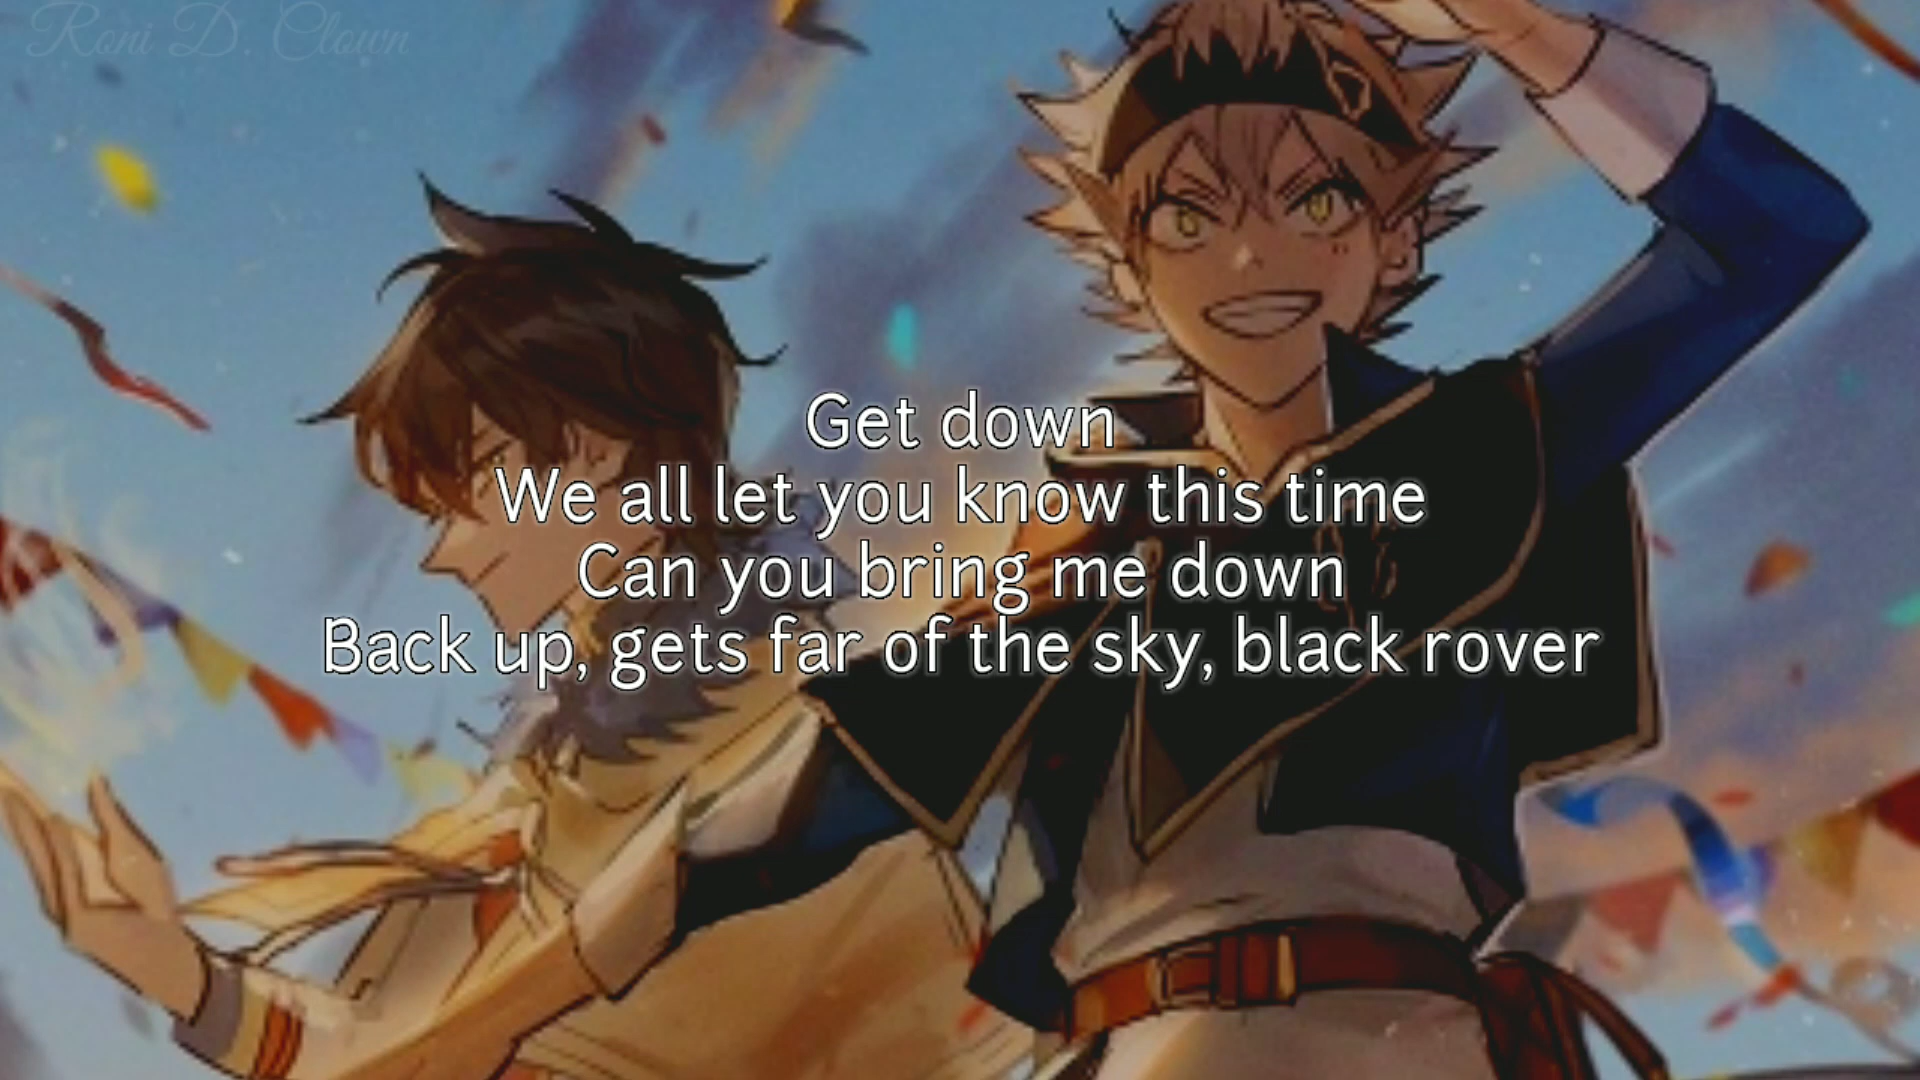 Roni D. Clown
Get down
We all let you know this time
Can you bring me down
Back up, gets far of the sky, black rover